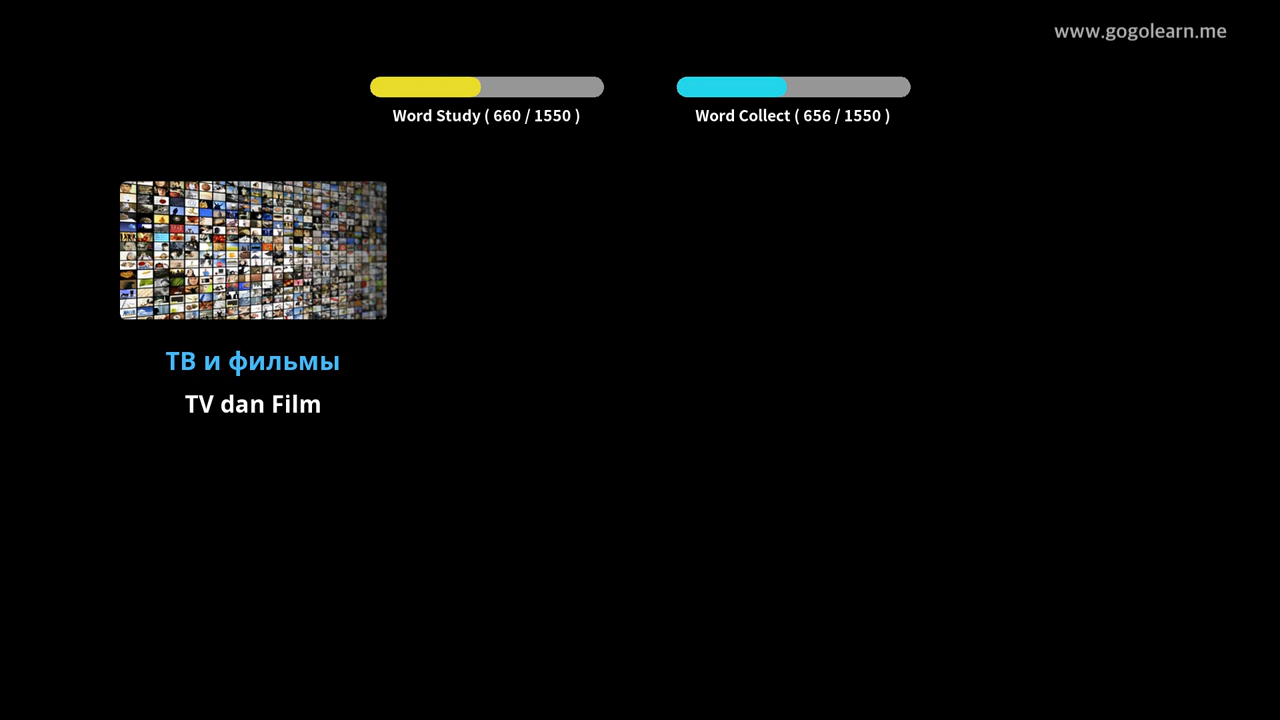 www.gogolearn.me
Word Study ( 660 / 1550 )
Word Collect ( 656 / 1550 )
ТВ и фильмы
TV dan Film